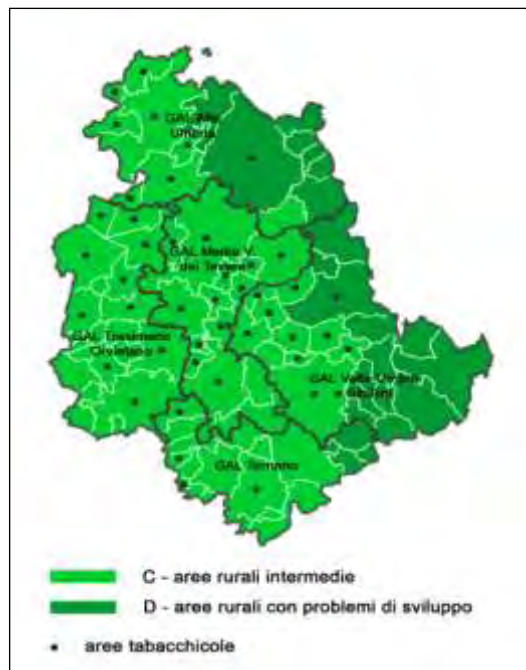 GAL Alta
Umbria
GAL Media V.
del Tevere
GAL Trasimeno
Orvietano
GAL Valle Umbra
Sibillini
GAL Ternano
C - aree rurali intermedie
D - aree rurali con problemi di sviluppo
aree tabacchicole